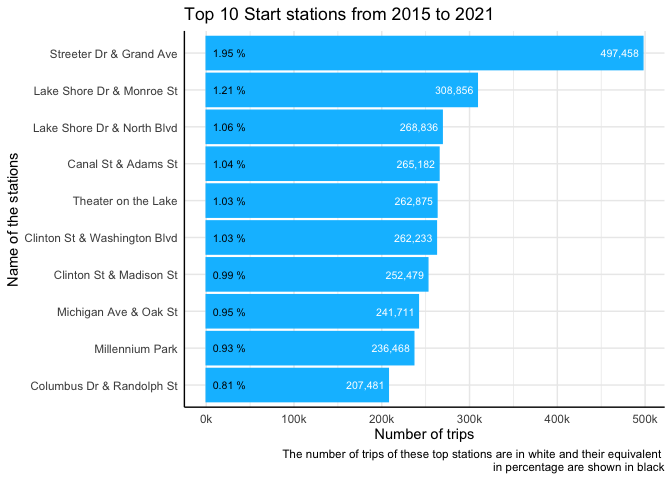 Top 10 Start stations from 2015 to 2021
Name of the stations
Streeter Dr & Grand Ave 1.95 % 497,458
Lake Shore Dr & Monroe St 1.21 % 308,856
Lake Shore Dr & North Blvd 1.06 % 268,836
Canal St & Adams St 1.04 % 265,182
Theater on the Lake 1.03 % 262,875
Clinton St & Washington Blvd 1.03 % 262,233
Clinton St & Madison St 0.99 % 252,479
Michigan Ave & Oak St 0.95 % 241,711
Millennium Park 0.93 % 236,468
Columbus Dr & Randolph St 0.81 % 207,481
0k 100k 200k 300k 400k 500k
Number of trips
The number of trips of these top stations are in white and their equivalent
in percentage are shown in black